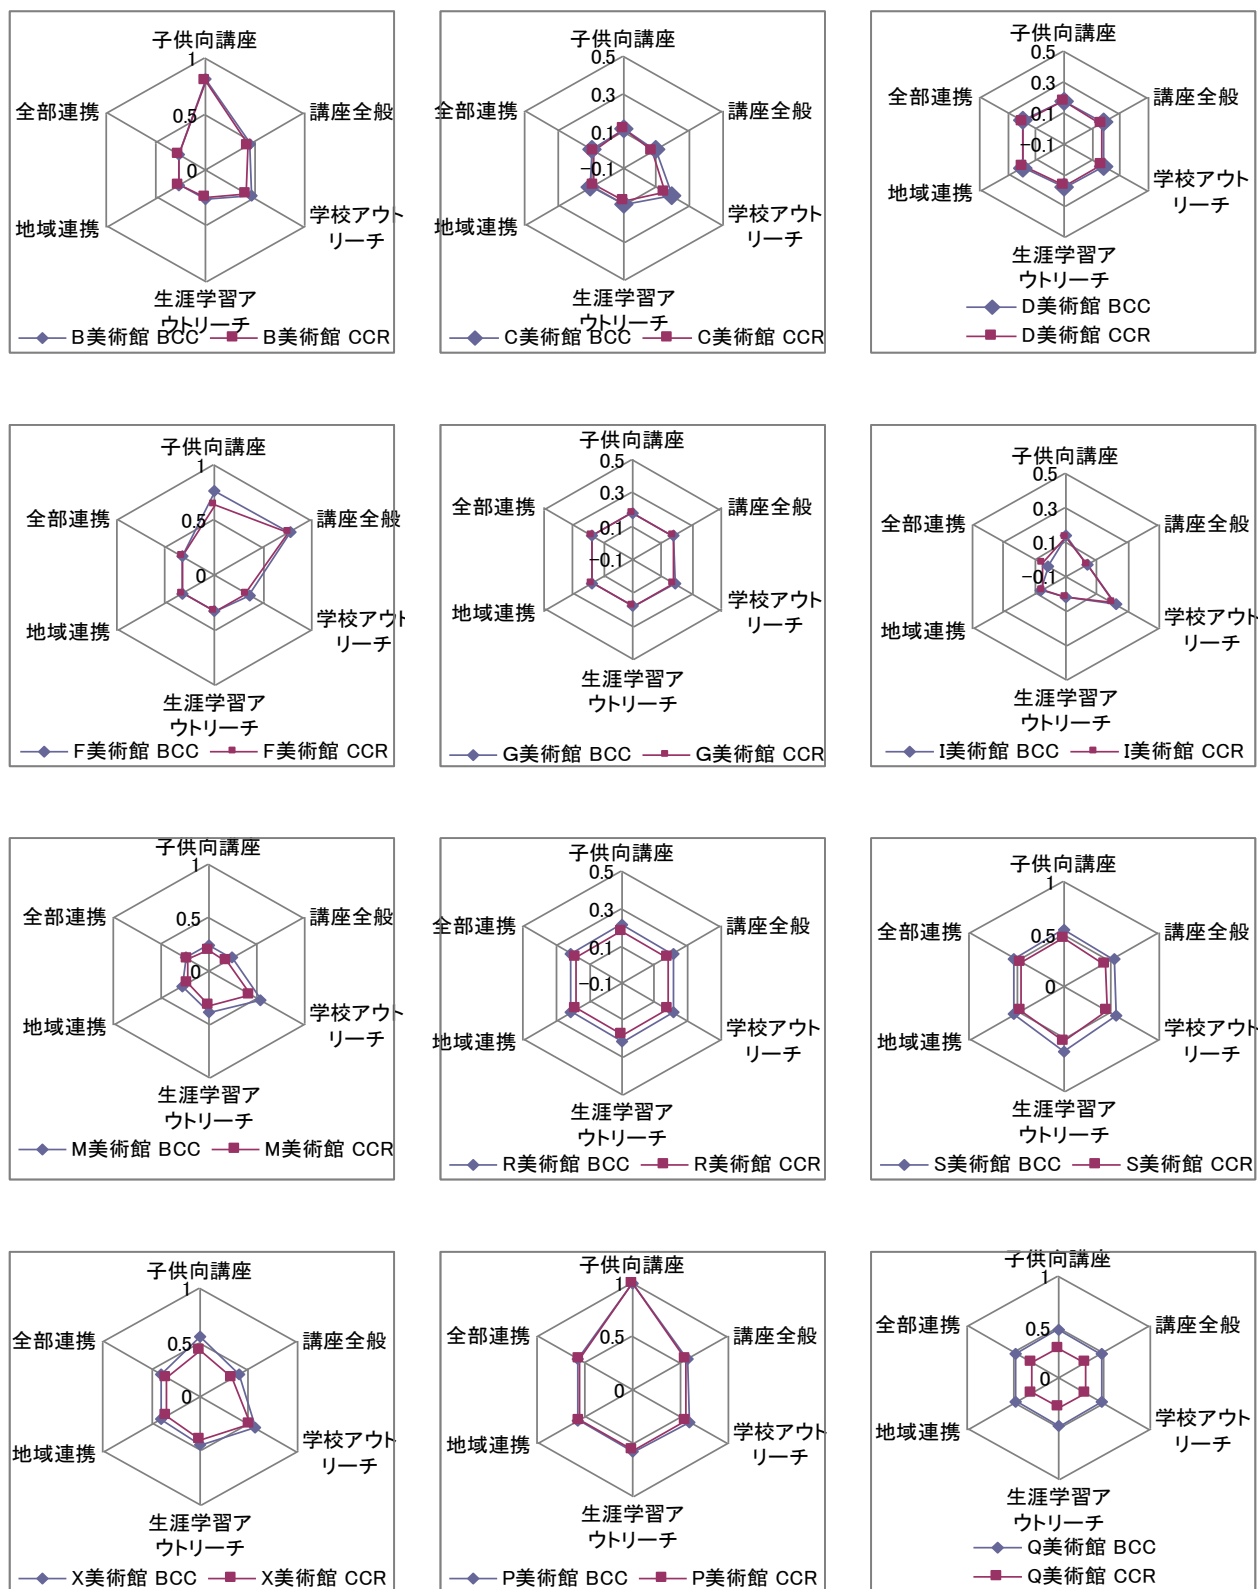 子供向講座
1
全部連携
講座全般
0.5
0
地域連携
学校アウト
リーチ
生涯学習ア
ウトリーチ
B美術館 BCC
B美術館 CCR
子供向講座
0.5
全部連携
0.3
講座全般
0.1
−0.1
地域連携
学校アウト
リーチ
生涯学習ア
ウトリーチ
C美術館 BCC
C美術館 CCR
子供向講座
0.5
0.3
全部連携
講座全般
0.1
−0.1
地域連携
学校アウト
リーチ
生涯学習ア
ウトリーチ
D美術館 BCC
D美術館 CCR
子供向講座
1
全部連携
0.5
講座全般
0
地域連携
学校アウト
リーチ
生涯学習ア
ウトリーチ
F美術館 BCC
F美術館 CCR
子供向講座
0.5
0.3
全部連携
講座全般
0.1
−0.1
地域連携
学校アウト
リーチ
生涯学習ア
ウトリーチ
G美術館 BCC
G美術館 CCR
子供向講座
0.5
0.3
全部連携
講座全般
0.1
−0.1
地域連携
学校アウト
リーチ
生涯学習ア
ウトリーチ
I美術館 BCC
I美術館 CCR
子供向講座
1
全部連携
0.5
講座全般
0
地域連携
学校アウト
リーチ
生涯学習ア
ウトリーチ
M美術館 BCC
M美術館 CCR
子供向講座
0.5
0.3
全部連携
講座全般
0.1
−0.1
地域連携
学校アウト
リーチ
生涯学習ア
ウトリーチ
R美術館 BCC
R美術館 CCR
子供向講座
1
全部連携
0.5
講座全般
0
地域連携
学校アウト
リーチ
生涯学習ア
ウトリーチ
S美術館 BCC
S美術館 CCR
子供向講座
1
全部連携
0.5
講座全般
0
地域連携
学校アウト
リーチ
生涯学習ア
ウトリーチ
X美術館 BCC
X美術館 CCR
子供向講座
1
全部連携
0.5
講座全般
0
地域連携
学校アウト
リーチ
生涯学習ア
ウトリーチ
P美術館 BCC
P美術館 CCR
子供向講座
1
全部連携
0.5
講座全般
0
地域連携
学校アウト
リーチ
生涯学習ア
ウトリーチ
Q美術館 BCC
Q美術館 CCR